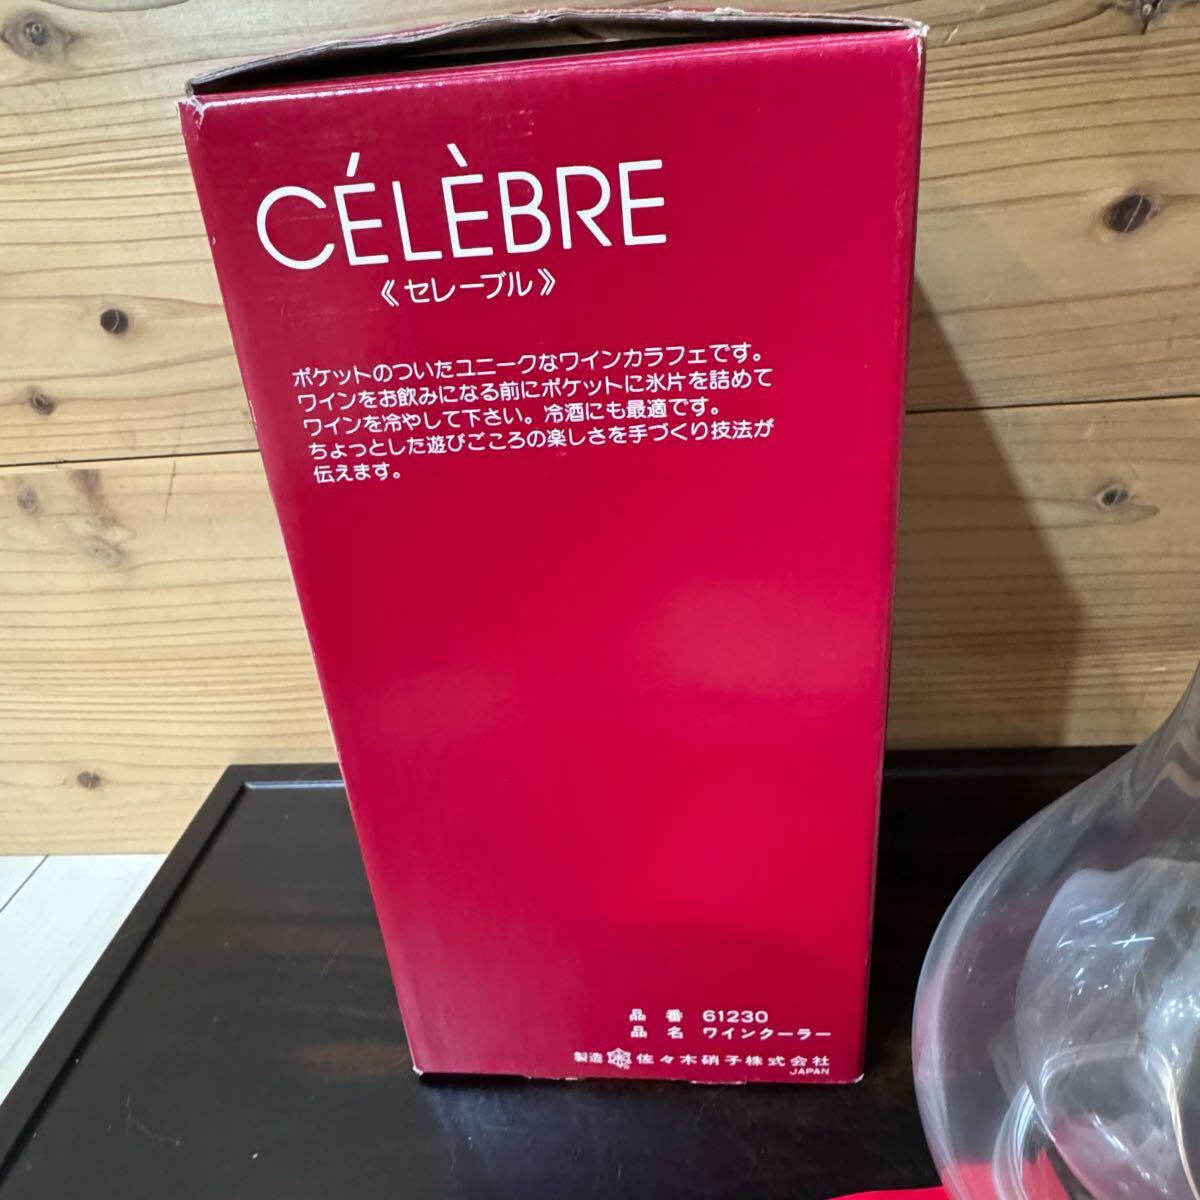 CÉLÈBRE
《セレーブル》
ポケットのついたユニークなワインカラフェです。
ワインをお飲みになる前にポケットに氷片を詰めて
ワインを冷やして下さい。冷酒にも最適です。
ちょっとした遊びごころの楽しさを手づくり技法が
伝えます。
品番 61230
品名 ワインクーラー
製造 佐々木硝子株式会社
JAPAN